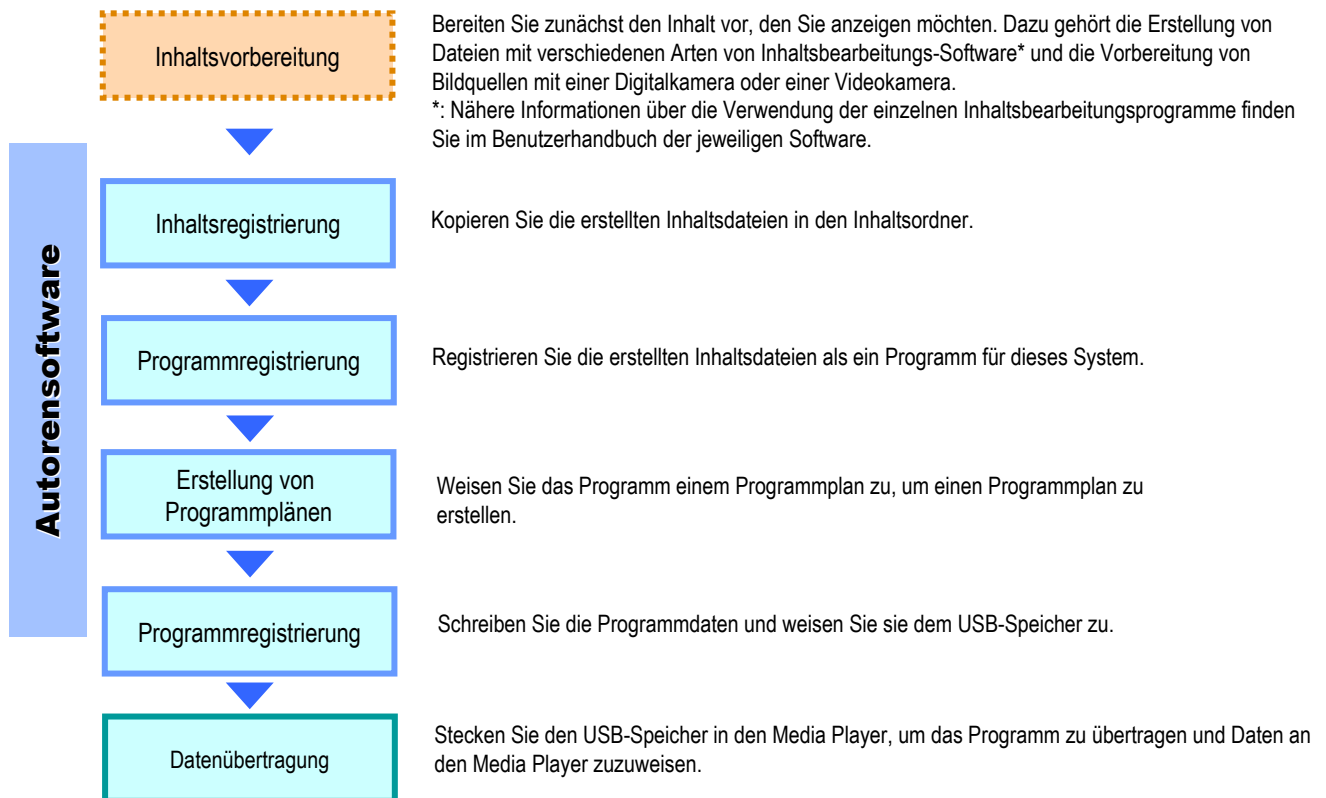 Inhaltsvorbereitung
Bereiten Sie zunächst den Inhalt vor, den Sie anzeigen möchten. Dazu gehört die Erstellung von
Dateien mit verschiedenen Arten von Inhaltsbearbeitungs-Software* und die Vorbereitung von
Bildquellen mit einer Digitalkamera oder einer Videokamera.
*: Nähere Informationen über die Verwendung der einzelnen Inhaltsbearbeitungsprogramme finden
Sie im Benutzerhandbuch der jeweiligen Software.
Autorensoftware
Inhaltsregistrierung
Kopieren Sie die erstellten Inhaltsdateien in den Inhaltsordner.
Programmregistrierung
Registrieren Sie die erstellten Inhaltsdateien als ein Programm für dieses System.
Erstellung von
Programmplänen
Weisen Sie das Programm einem Programmplan zu, um einen Programmplan zu
erstellen.
Programmregistrierung
Schreiben Sie die Programmdaten und weisen Sie sie dem USB-Speicher zu.
Datenübertragung
Stecken Sie den USB-Speicher in den Media Player, um das Programm zu übertragen und Daten an
den Media Player zuzuweisen.